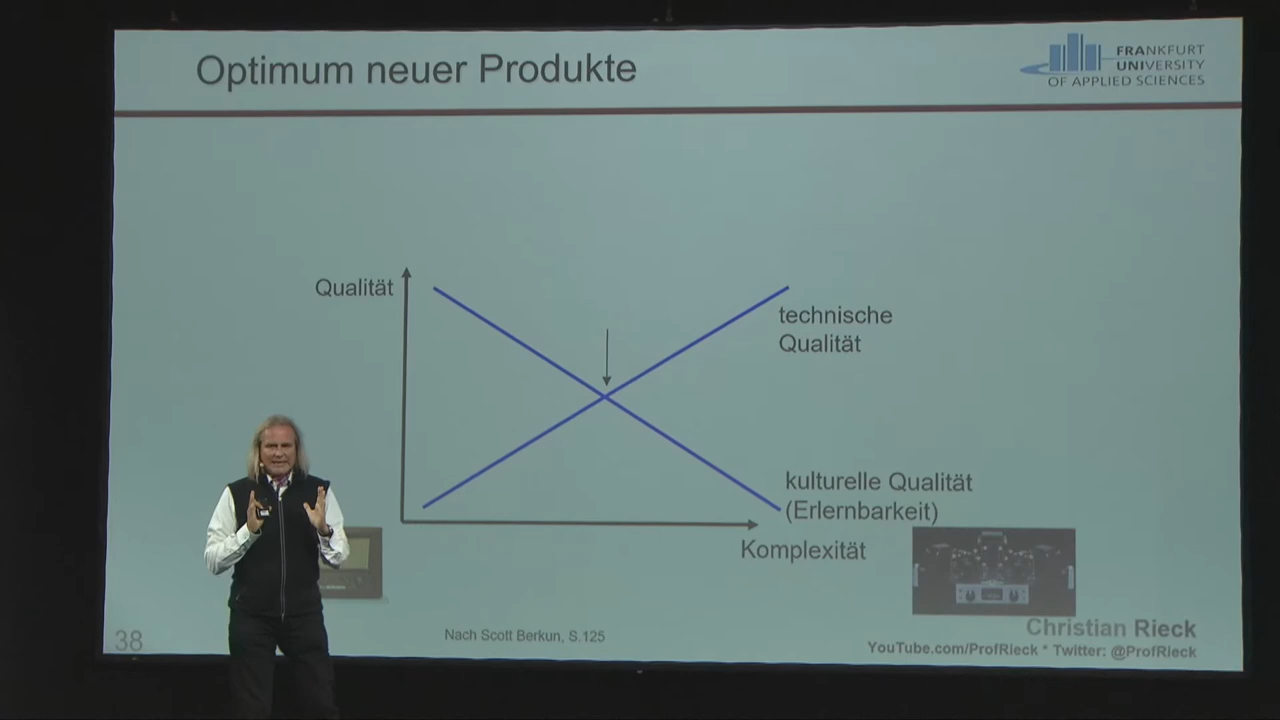 Optimum neuer Produkte
FRANKFURT
UNIVERSITY
OF APPLIED SCIENCES
Qualität
technische
Qualität
kulturelle Qualität
(Erlernbarkeit)
Komplexität
38
Nach Scott Berkun, S.125
Christian Rieck
YouTube.com/ProfRieck * Twitter: @ProfRieck